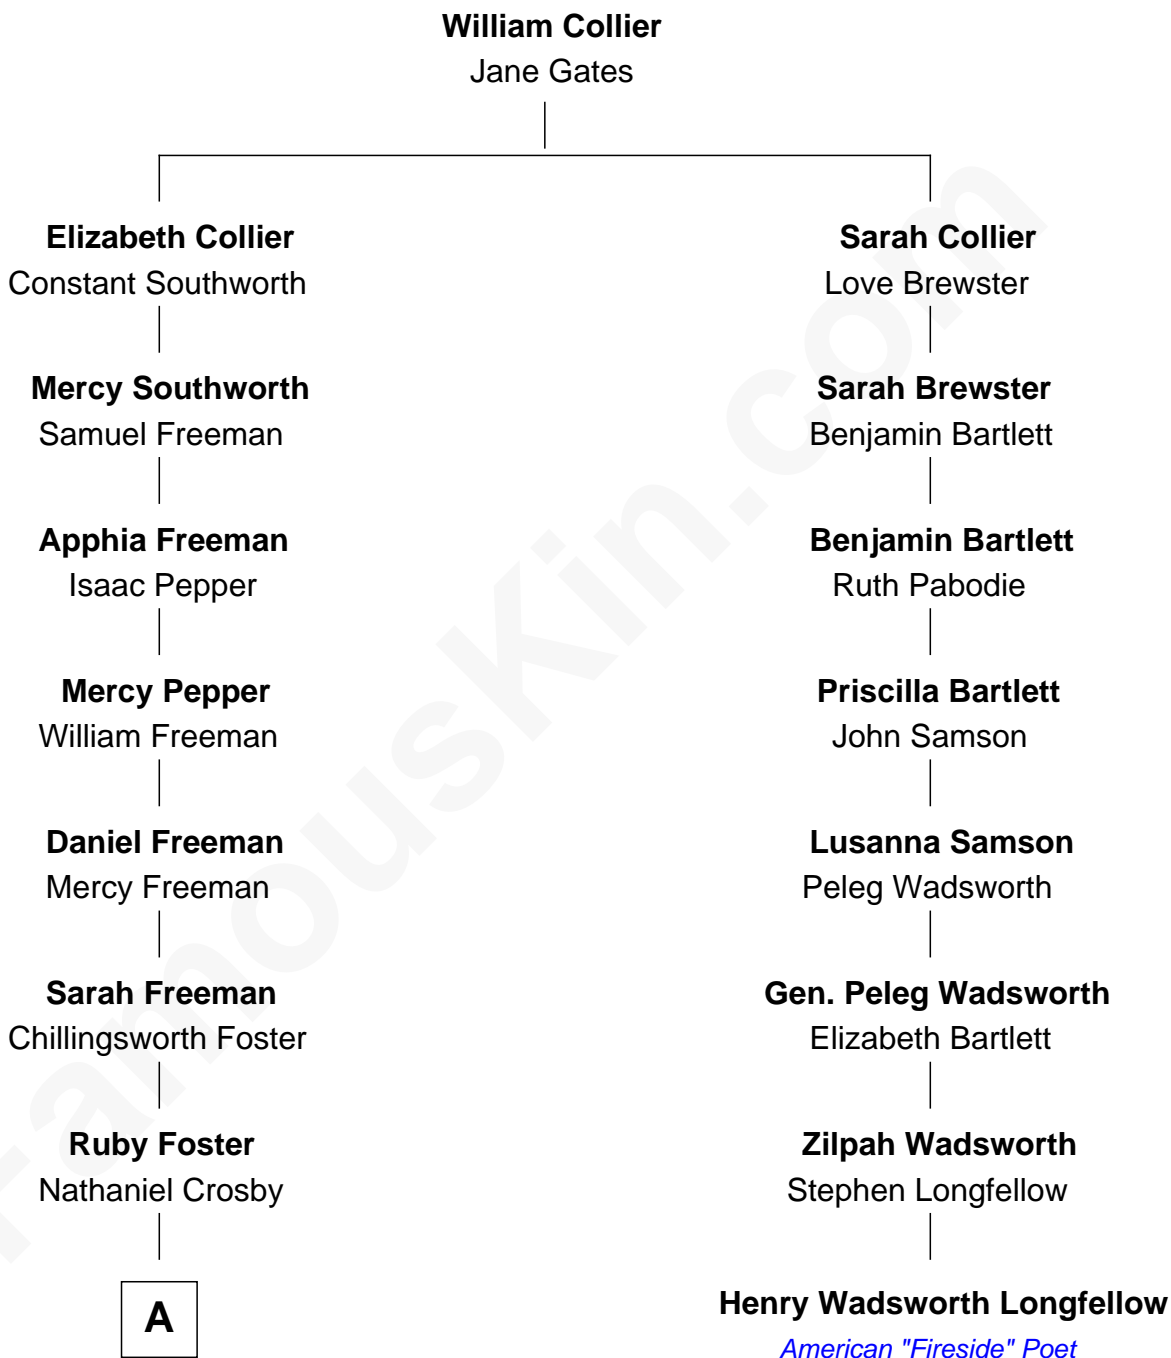 William Collier
Jane Gates
Elizabeth Collier
Constant Southworth
Sarah Collier
Love Brewster
Mercy Southworth
Samuel Freeman
Sarah Brewster
Benjamin Bartlett
Apphia Freeman
Isaac Pepper
Benjamin Bartlett
Ruth Pabodie
Mercy Pepper
William Freeman
Priscilla Bartlett
John Samson
Daniel Freeman
Mercy Freeman
Lusanna Samson
Peleg Wadsworth
Sarah Freeman
Chillingsworth Foster
Gen. Peleg Wadsworth
Elizabeth Bartlett
Ruby Foster
Nathaniel Crosby
Zilpah Wadsworth
Stephen Longfellow
A
Henry Wadsworth Longfellow
American "Fireside" Poet
FamousKin.com